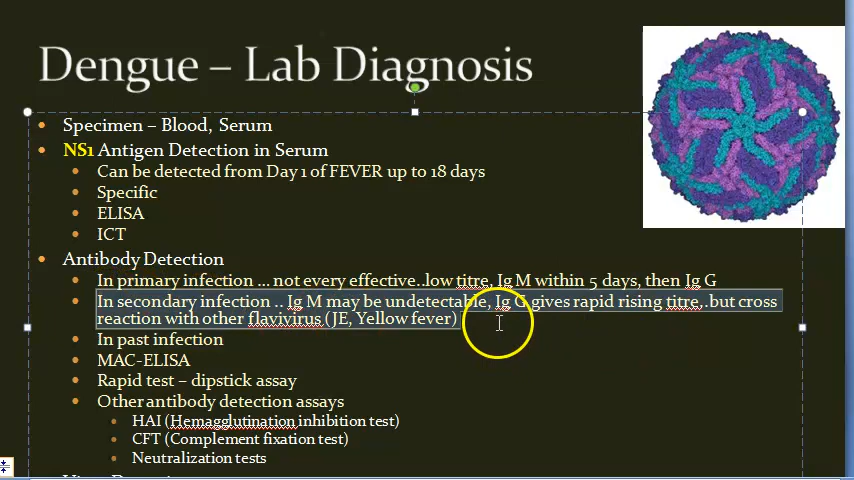 Dengue – Lab Diagnosis
Specimen – Blood, Serum
NS1 Antigen Detection in Serum
Can be detected from Day 1 of FEVER up to 18 days
Specific
ELISA
ICT
Antibody Detection
In primary infection ... not every effective..low titre, Ig M within 5 days, then Ig G
In secondary infection .. Ig M may be undetectable, Ig G gives rapid rising titre,.but cross
reaction with other flavivirus (JE, Yellow fever)
In past infection
MAC-ELISA
Rapid test – dipstick assay
Other antibody detection assays
HAI (Hemagglutination inhibition test)
CFT (Complement fixation test)
Neutralization tests